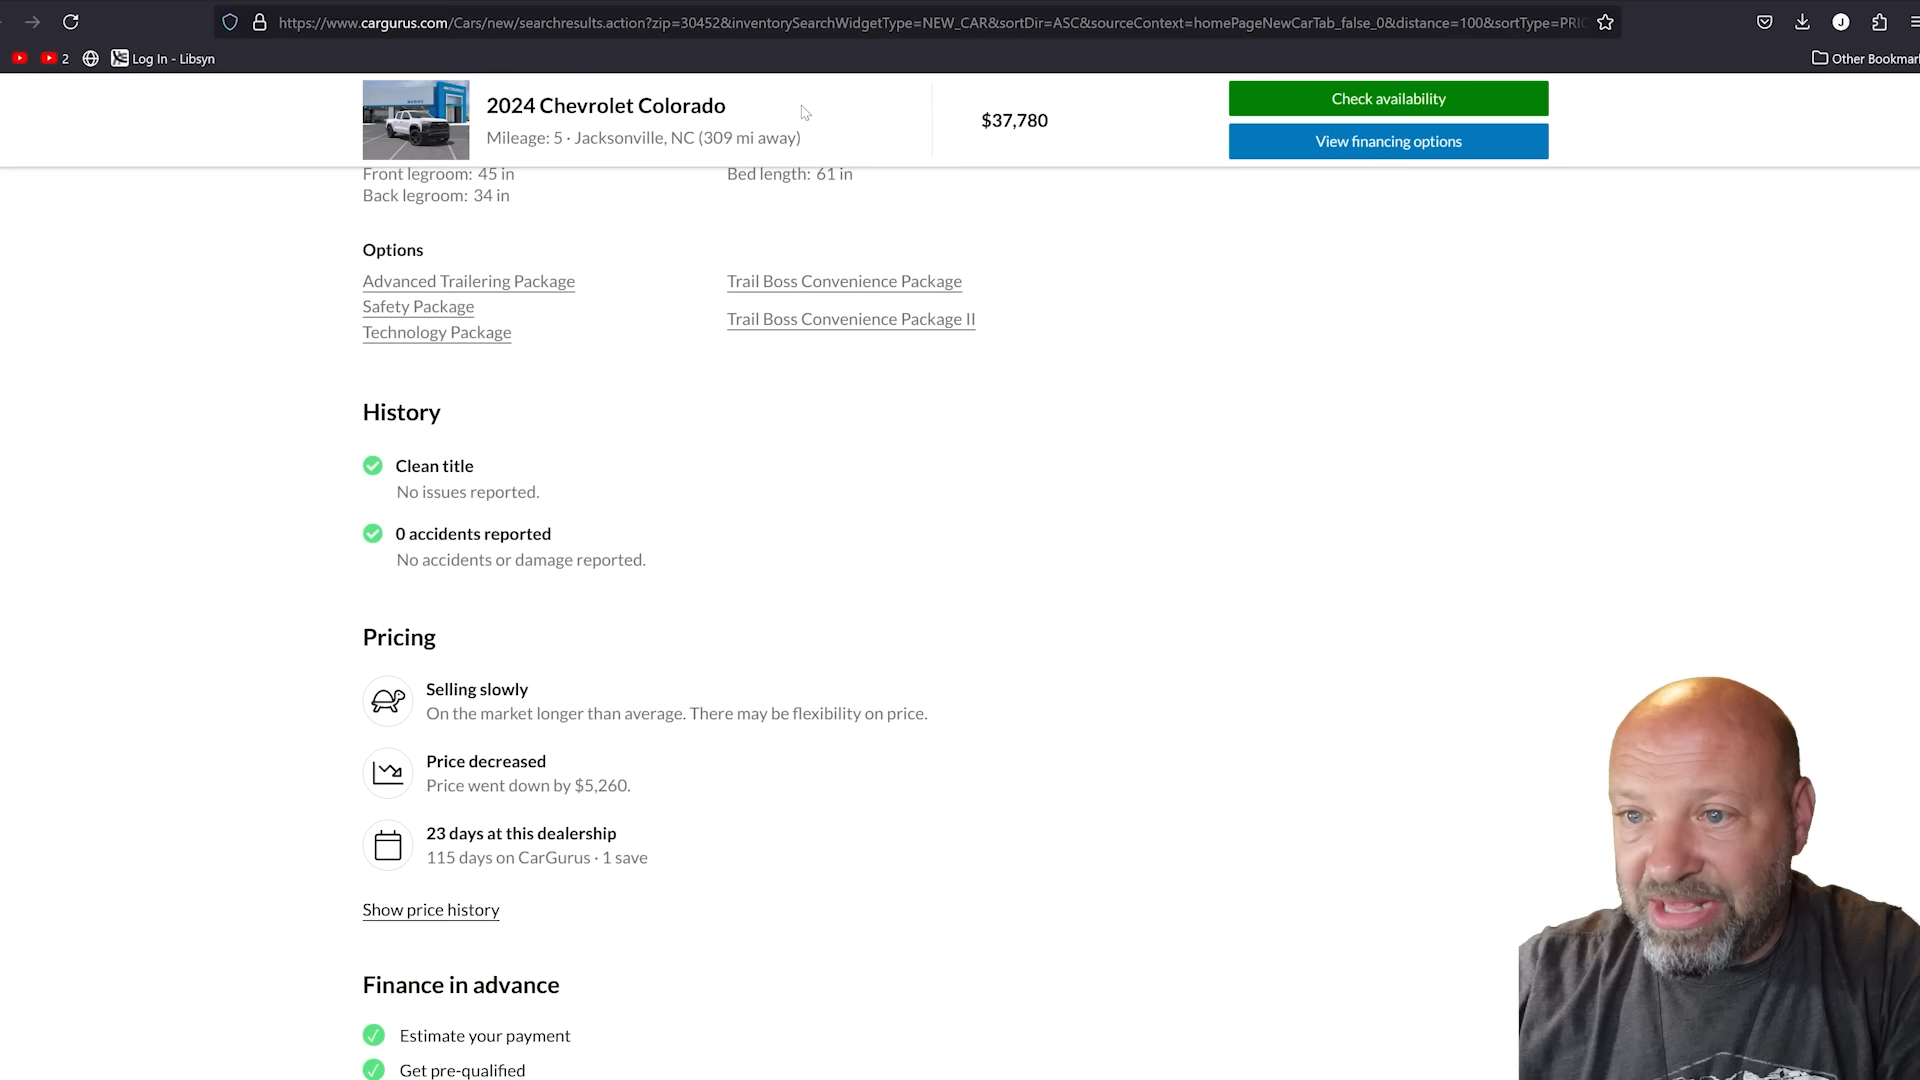 https://www.cargurus.com/Cars/new/searchresults.action?zip=30452&inventorySearchWidgetType=NEW_CAR&sortDir=ASC&sourceContext=homePageNewCarTab_false_0&distance=100&sortType=PRIC
J
2
Log In - Libsyn
Other Bookmar
2024 Chevrolet Colorado
Mileage: 5 · Jacksonville, NC (309 mi away)
$37,780
Check availability
View financing options
Front legroom: 45 in
Bed length: 61 in
Back legroom: 34 in
Options
Advanced Trailering Package
Trail Boss Convenience Package
Safety Package
Trail Boss Convenience Package II
Technology Package
History
Clean title
No issues reported.
0 accidents reported
No accidents or damage reported.
Pricing
Selling slowly
On the market longer than average. There may be flexibility on price.
Price decreased
Price went down by $5,260.
23 days at this dealership
115 days on CarGurus · 1 save
Show price history
Finance in advance
Estimate your payment
Get pre-qualified